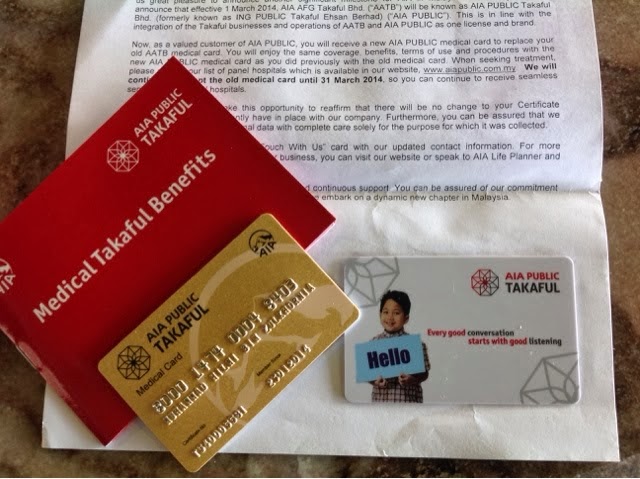 announce that effective 1 March 2014, AIA AFG Takaful Bhd. ("AATB") will be known as AIA PUBLIC Takaful
Bhd. (formerly known as ING PUBLIC Takaful Ehsan Berhad) ("AIA PUBLIC"). This is in line with the
integration of the Takaful businesses and operations of AATB and AIA PUBLIC as one license and brand.
Now, as a valued customer of AIA PUBLIC, you will receive a new AIA PUBLIC medical card to replace your
old AATB medical card. You will enjoy the same coverage, benefits, terms of use and procedures with the
new AIA PUBLIC medical card as you did previously with the old medical card. When seeking treatment,
please our list of panel hospitals which is available in our website, www.aiapublic.com.my. We will
the old medical card until 31 March 2014, so you can continue to receive seamless
hospitals.
this opportunity to reaffirm that there will be no change to your Certificate
have in place with our company. Furthermore, you can be assured that we
data with complete care solely for the purpose for which it was collected.
Touch With Us" card with our updated contact information. For more
business, you can visit our website or speak to AIA Life Planner and
continuous support. You can be assured of our commitment
embark on a dynamic new chapter in Malaysia.
AIA PUBLIC
TAKAFUL
Medical Takaful Benefits
AIA
AIA
AIA PUBLIC
TAKAFUL
Medical Card
AIA PUBLIC
TAKAFUL
Every good conversation
starts with good listening
Hello